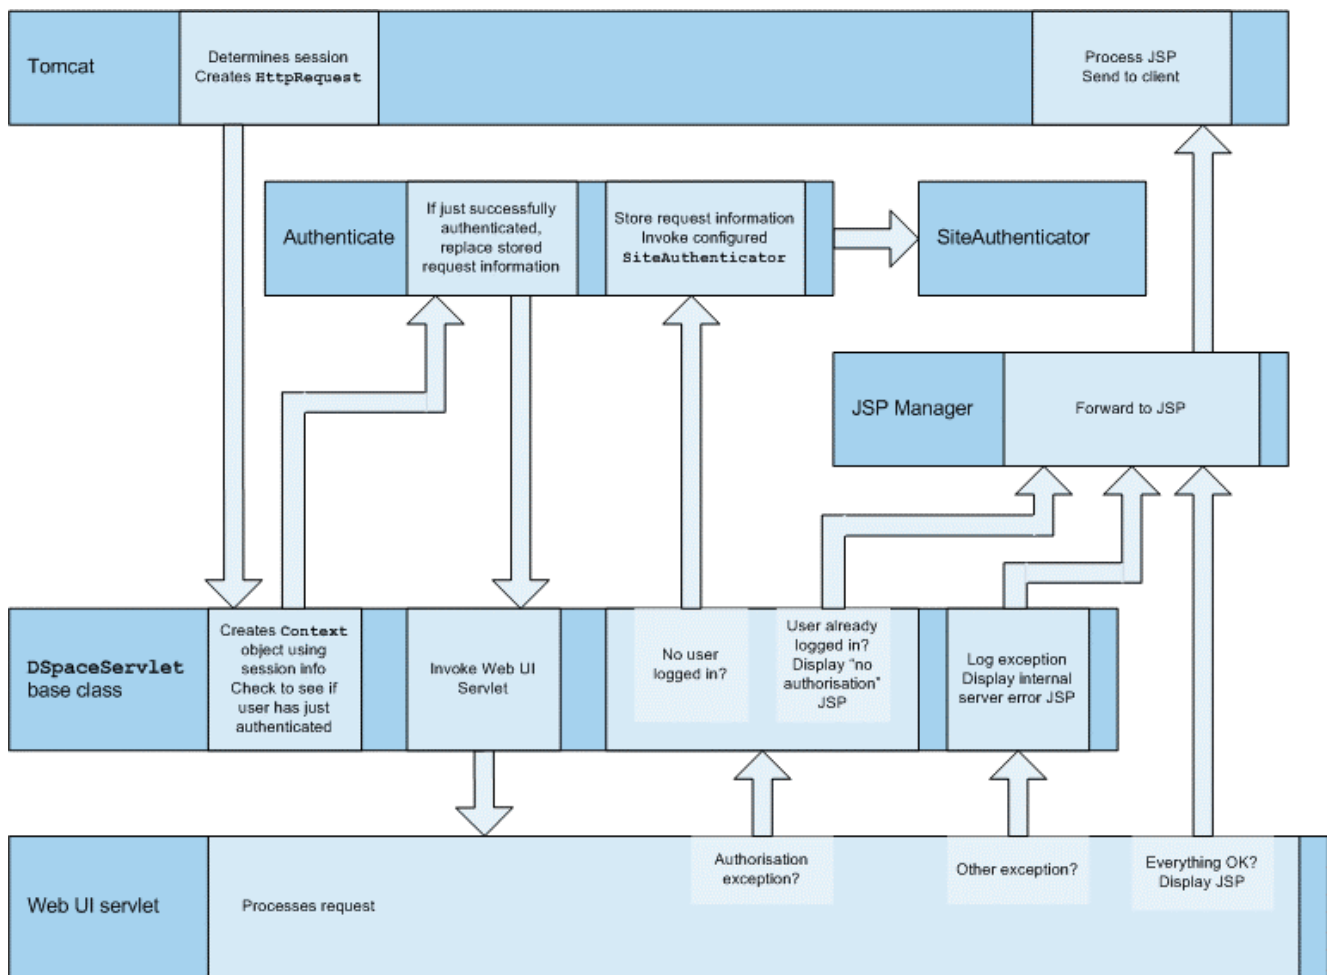 Tomcat
Determines session
Creates HttpRequest
Process JSP
Send to client
Authenticate
If just successfully
authenticated,
replace stored
request information
Store request information
Invoke configured
SiteAuthenticator
SiteAuthenticator
JSP Manager
Forward to JSP
DSpaceServlet
base class
Creates Context
object using
session info
Check to see if
user has just
authenticated
Invoke Web UI
Servlet
No user
logged in?
User already
logged in?
Display "no
authorisation"
JSP
Log exception
Display internal
server error JSP
Web UI servlet
Processes request
Authorisation
exception?
Other exception?
Everything OK?
Display JSP